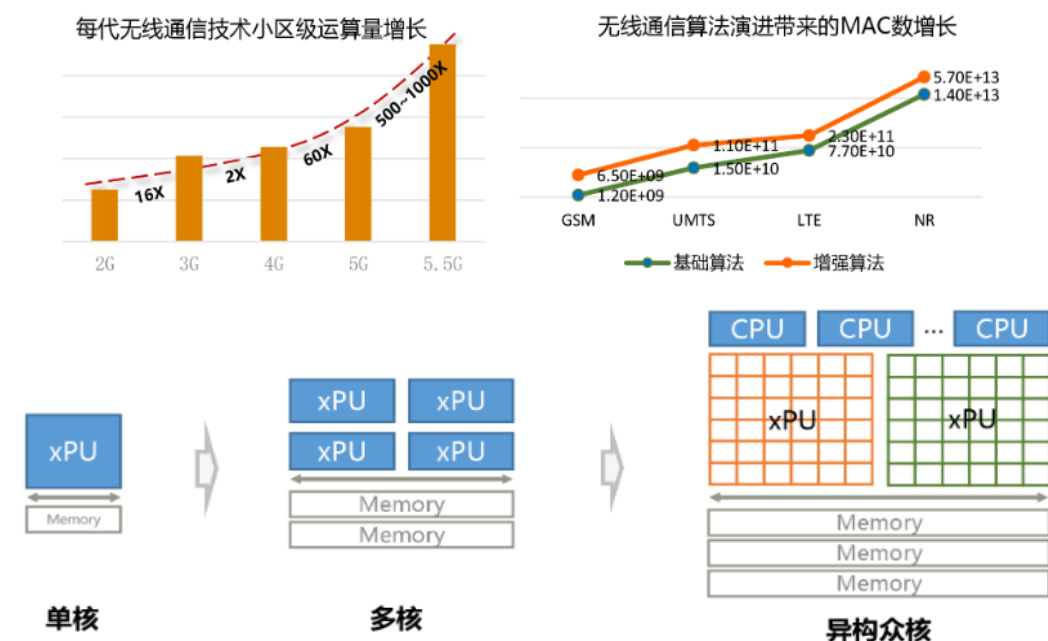 每代无线通信技术小区级运算量增长
16X
2X
60X
500~1000X
2G
3G
4G
5G
5.5G
无线通信算法演进带来的MAC数增长
5.70E+13
1.40E+13
2.30E+11
7.70E+10
1.10E+11
1.50E+10
6.50E+09
1.20E+09
GSM
UMTS
LTE
NR
基础算法
增强算法
xPU
Memory
单核
xPU
xPU
xPU
xPU
Memory
Memory
多核
CPU
CPU
...
CPU
xPU
xPU
Memory
Memory
Memory
异构众核